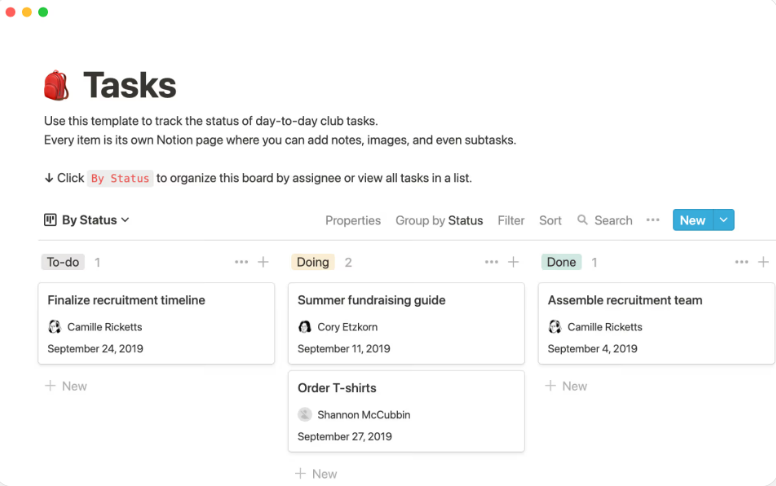 Tasks
Use this template to track the status of day-to-day club tasks.
Every item is its own Notion page where you can add notes, images, and even subtasks.
↓ Click By Status to organize this board by assignee or view all tasks in a list.
By Status Properties Group by Status Filter Sort Search ••• New
To-do 1 ••• +
Finalize recruitment timeline
Camille Ricketts
September 24, 2019
+ New
Doing 2 ••• +
Summer fundraising guide
Cory Etzkorn
September 11, 2019
Order T-shirts
Shannon McCubbin
September 27, 2019
+ New
Done 1 ••• +
Assemble recruitment team
Camille Ricketts
September 4, 2019
+ New